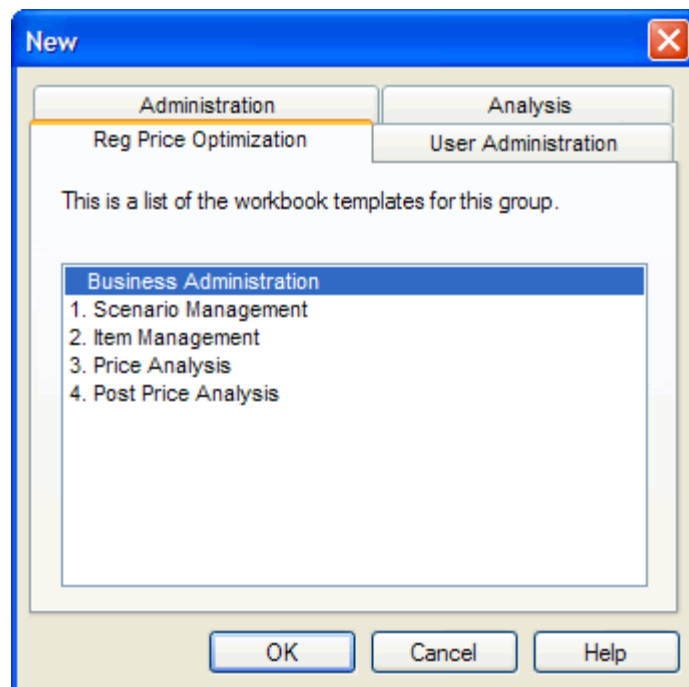 New
Administration
Analysis
Reg Price Optimization
User Administration
This is a list of the workbook templates for this group.
Business Administration
1. Scenario Management
2. Item Management
3. Price Analysis
4. Post Price Analysis
OK
Cancel
Help